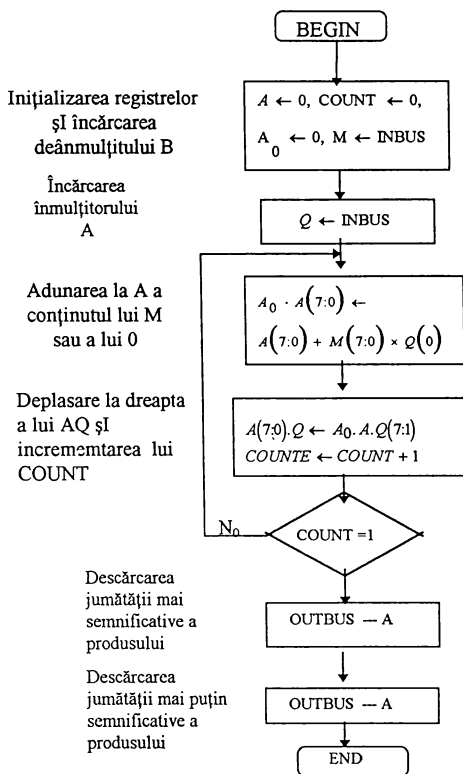 BEGIN
Inițializarea registrelor
șI încărcarea
deânmulțitului B
A ← 0, COUNT ← 0,
A0 ← 0, M ← INBUS
Încărcarea
înmulțitorului
A
Q ← INBUS
Adunarea la A a
conținutului lui M
sau a lui 0
A0 · A(7:0) ←
A(7:0) + M(7:0) × Q(0)
Deplasare la dreapta
a lui AQ șI
incrememtarea lui
COUNT
A(7:0).Q ← A0.A.Q(7:1)
COUNTE ← COUNT + 1
N0
COUNT =1
Descărcarea
jumătății mai
semnificative a
produsului
OUTBUS --- A
Descărcarea
jumătății mai puțin
semnificative a
produsului
OUTBUS --- A
END